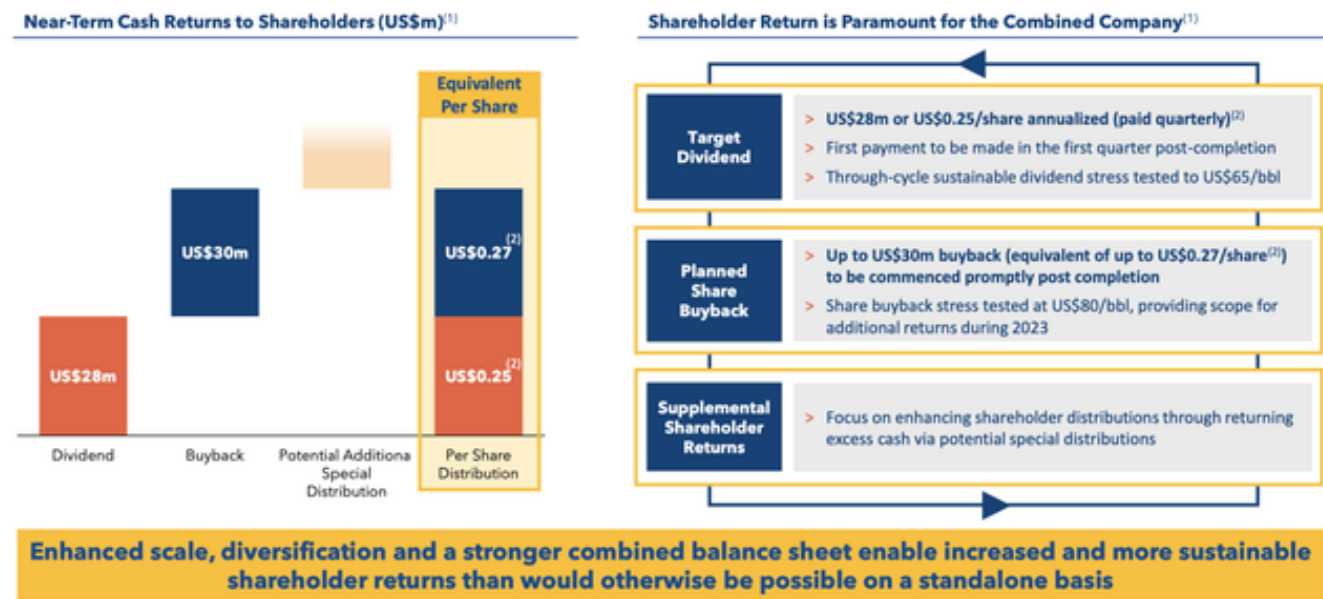 Near-Term Cash Returns to Shareholders (US$m)(1)
Equivalent
Per Share
US$30m
US$0.27(2)
US$28m
US$0.25(2)
Dividend
Buyback
Potential Additiona
Special
Distribution
Per Share
Distribution
Shareholder Return is Paramount for the Combined Company(1)
Target
Dividend
> US$28m or US$0.25/share annualized (paid quarterly)(2)
> First payment to be made in the first quarter post-completion
> Through-cycle sustainable dividend stress tested to US$65/bbl
Planned
Share
Buyback
> Up to US$30m buyback (equivalent of up to US$0.27/share(2))
to be commenced promptly post completion
> Share buyback stress tested at US$80/bbl, providing scope for
additional returns during 2023
Supplemental
Shareholder
Returns
> Focus on enhancing shareholder distributions through returning
excess cash via potential special distributions
Enhanced scale, diversification and a stronger combined balance sheet enable increased and more sustainable
shareholder returns than would otherwise be possible on a standalone basis